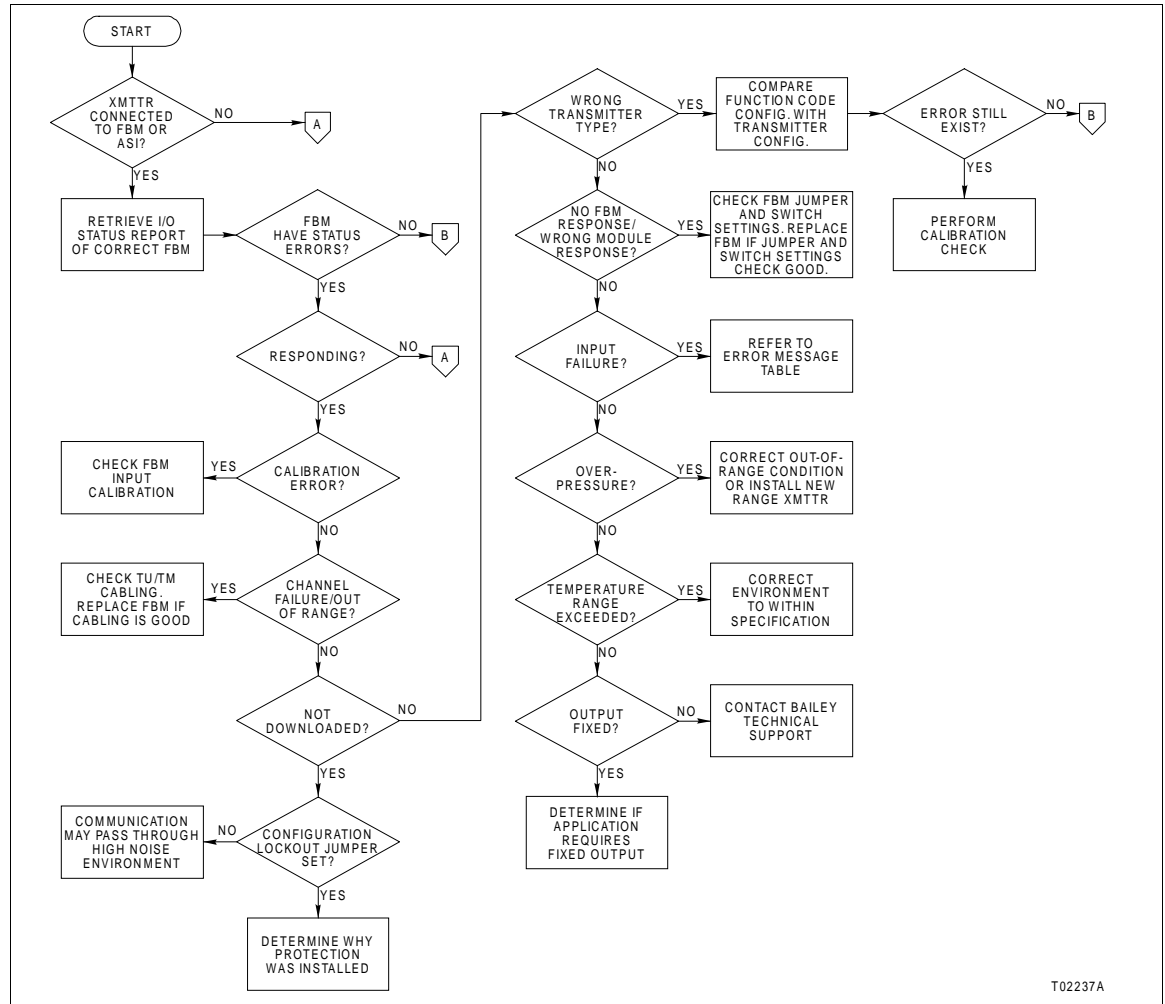 START
XMTTR
CONNECTED
TO FBM OR
ASI?
NO
A
YES
RETRIEVE I/O
STATUS REPORT
OF CORRECT FBM
FBM
HAVE STATUS
ERRORS?
NO
B
YES
RESPONDING?
NO
A
YES
CALIBRATION
ERROR?
YES
CHECK FBM
INPUT
CALIBRATION
NO
CHANNEL
FAILURE/OUT
OF RANGE?
YES
CHECK TU/TM
CABLING.
REPLACE FBM IF
CABLING IS GOOD
NO
NOT
DOWNLOADED?
NO
YES
CONFIGURATION
LOCKOUT JUMPER
SET?
NO
COMMUNICATION
MAY PASS THROUGH
HIGH NOISE
ENVIRONMENT
YES
DETERMINE WHY
PROTECTION
WAS INSTALLED
WRONG
TRANSMITTER
TYPE?
YES
COMPARE
FUNCTION CODE
CONFIG. WITH
TRANSMITTER
CONFIG.
ERROR STILL
EXIST?
NO
B
YES
PERFORM
CALIBRATION
CHECK
NO
NO FBM
RESPONSE/
WRONG MODULE
RESPONSE?
YES
CHECK FBM JUMPER
AND SWITCH
SETTINGS. REPLACE
FBM IF JUMPER AND
SWITCH SETTINGS
CHECK GOOD.
NO
INPUT
FAILURE?
YES
REFER TO
ERROR MESSAGE
TABLE
NO
OVER-
PRESSURE?
YES
CORRECT OUT-OF-
RANGE CONDITION
OR INSTALL NEW
RANGE XMTTR
NO
TEMPERATURE
RANGE
EXCEEDED?
YES
CORRECT
ENVIRONMENT
TO WITHIN
SPECIFICATION
NO
OUTPUT
FIXED?
NO
CONTACT BAILEY
TECHNICAL
SUPPORT
YES
DETERMINE IF
APPLICATION
REQUIRES
FIXED OUTPUT
T02237A